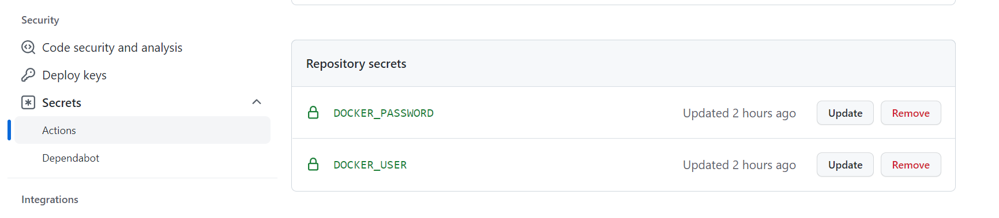 Security
Code security and analysis
Deploy keys
Secrets
Actions
Dependabot
Integrations
Repository secrets
DOCKER_PASSWORD Updated 2 hours ago Update Remove
DOCKER_USER Updated 2 hours ago Update Remove